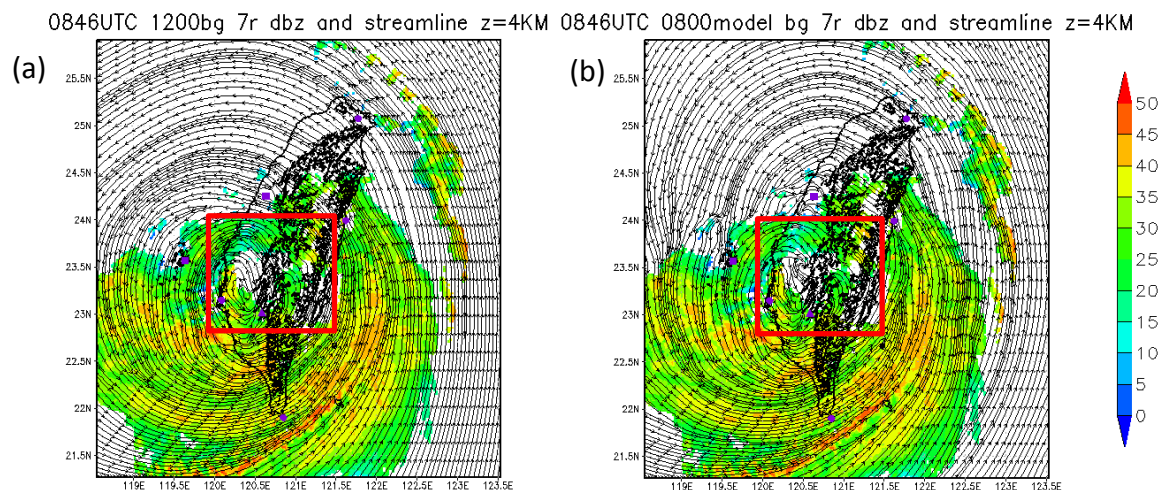 0846UTC 1200bg 7r dbz and streamline z=4KM
0846UTC 0800model bg 7r dbz and streamline z=4KM
(a)
(b)
25.5N
25N
24.5N
24N
23.5N
23N
22.5N
22N
21.5N
119E 119.5E 120E 120.5E 121E 121.5E 122E 122.5E 123E 123.5E
25.5N
25N
24.5N
24N
23.5N
23N
22.5N
22N
21.5N
119E 119.5E 120E 120.5E 121E 121.5E 122E 122.5E 123E 123.5E
50
45
40
35
30
25
20
15
10
5
0